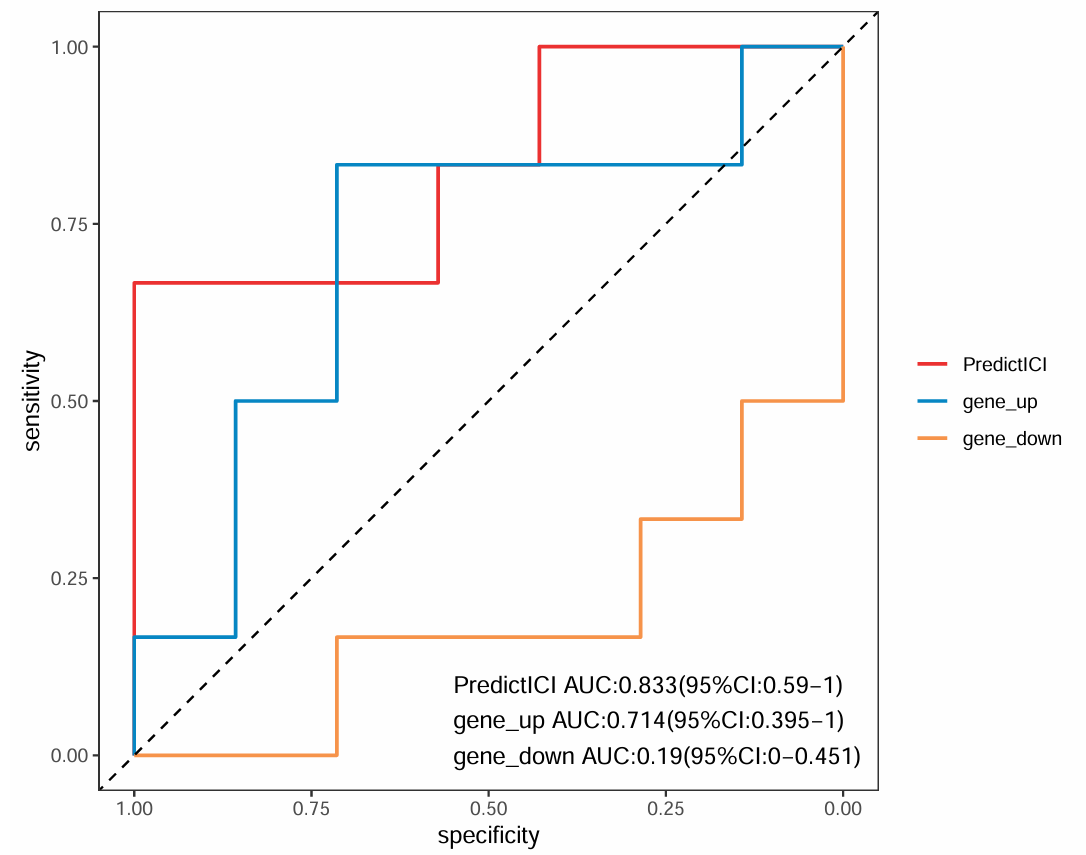 1.00
0.75
0.50
0.25
0.00
sensitivity
1.00
0.75
0.50
0.25
0.00
specificity
PredictICI AUC:0.833(95%CI:0.59−1)
gene_up AUC:0.714(95%CI:0.395−1)
gene_down AUC:0.19(95%CI:0−0.451)
PredictICI
gene_up
gene_down